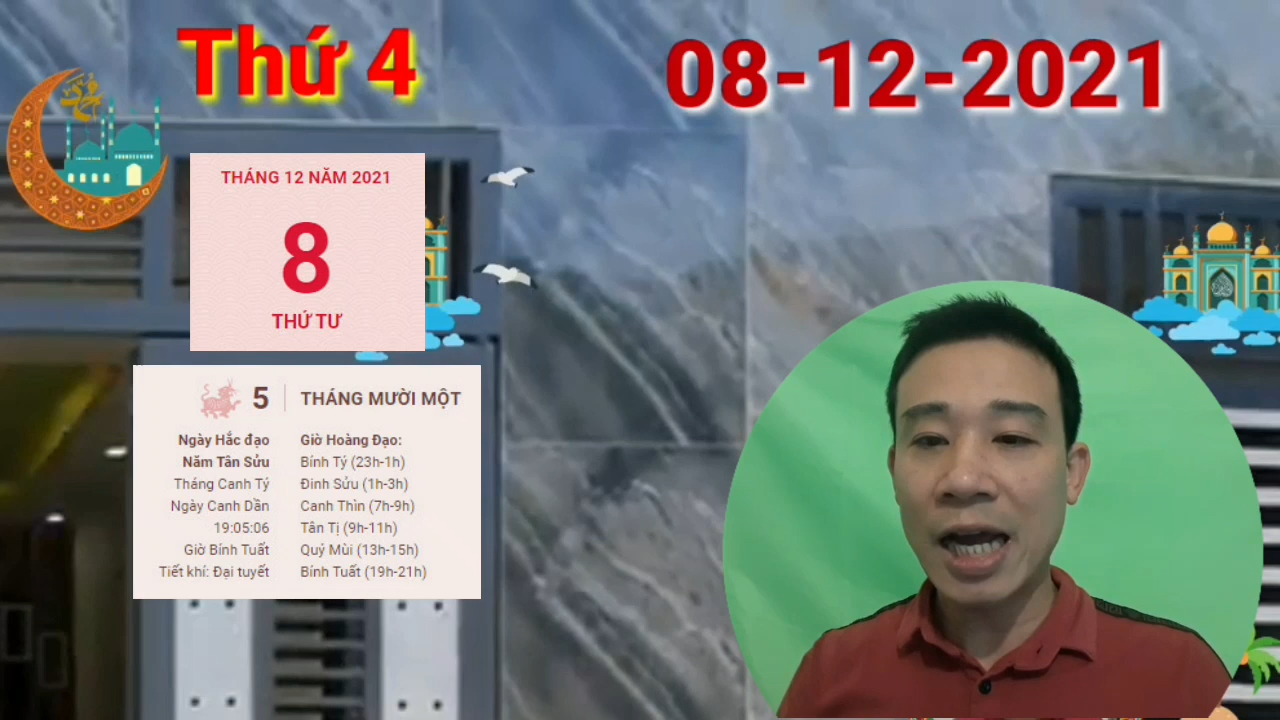 Thứ 4
08-12-2021
THÁNG 12 NĂM 2021
8
THỨ TƯ
5 THÁNG MƯỜI MỘT
Ngày Hắc đạo
Năm Tân Sửu
Tháng Canh Tý
Ngày Canh Dần
19:05:06
Giờ Bính Tuất
Tiết khí: Đại tuyết
Giờ Hoàng Đạo:
Bính Tý (23h-1h)
Đinh Sửu (1h-3h)
Canh Thìn (7h-9h)
Tân Tị (9h-11h)
Quý Mùi (13h-15h)
Bính Tuất (19h-21h)